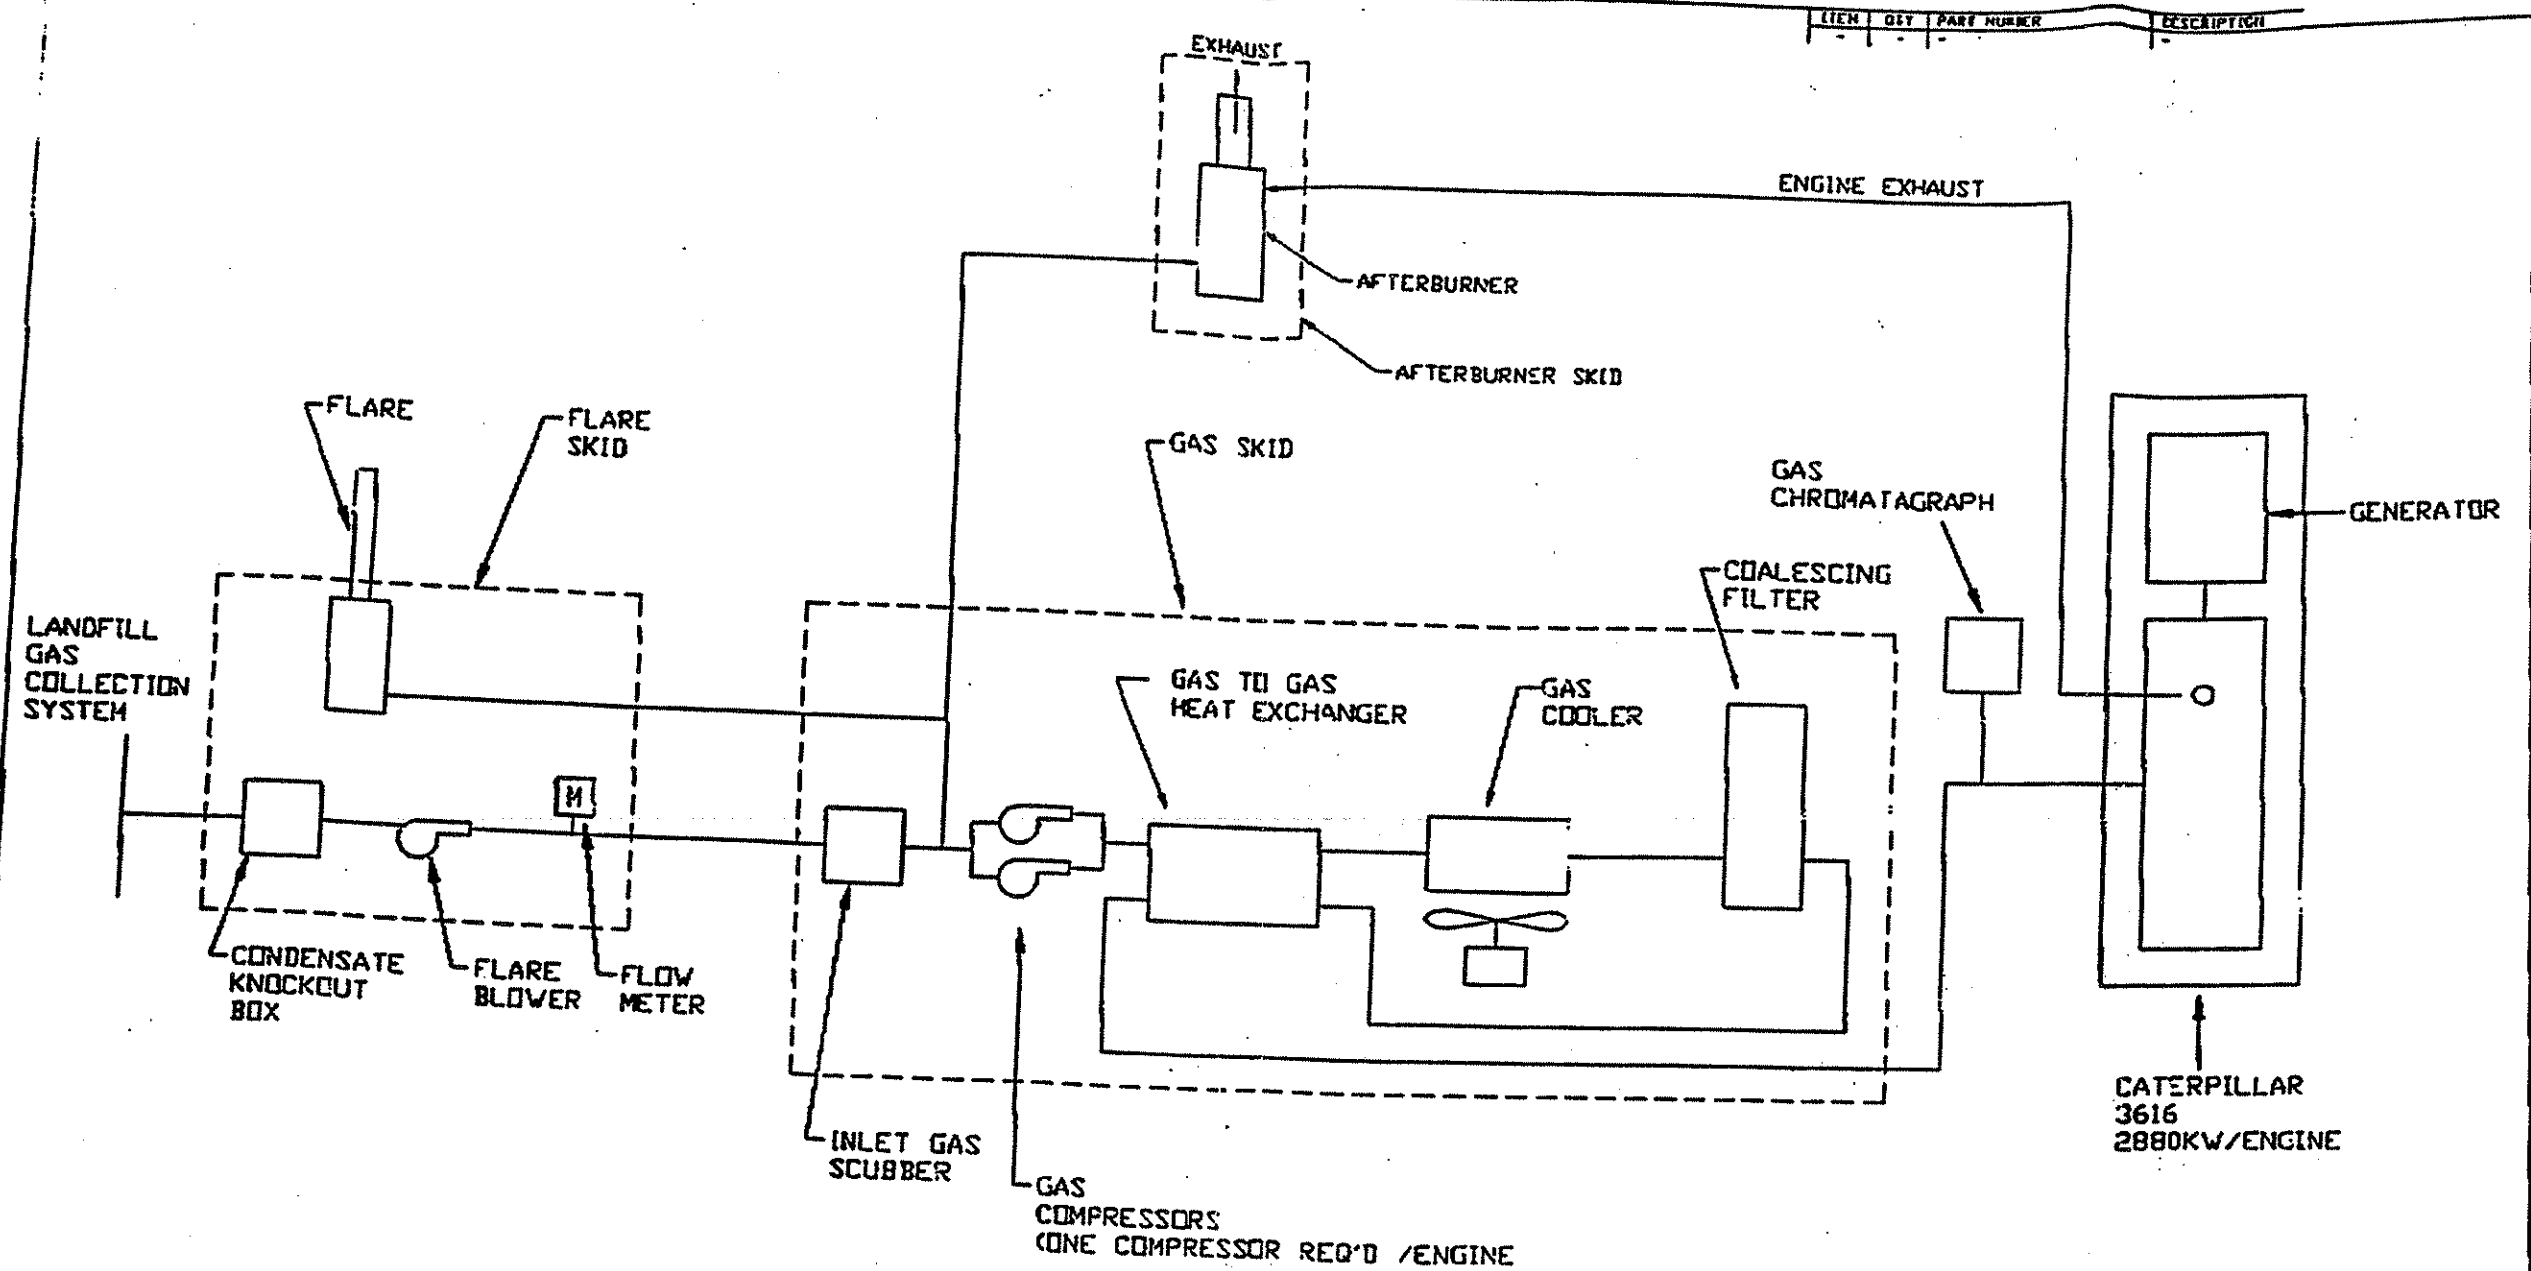 ITEM QTY PART NUMBER DESCRIPTION
- - - -
EXHAUST
ENGINE EXHAUST
AFTERBURNER
AFTERBURNER SKID
FLARE
FLARE
SKID
GAS SKID
GAS
CHROMATAGRAPH
GENERATOR
COALESCING
FILTER
LANDFILL
GAS
COLLECTION
SYSTEM
GAS TO GAS
HEAT EXCHANGER
GAS
COOLER
M
CONDENSATE
KNOCKOUT
BOX
FLARE
BLOWER
FLOW
METER
INLET GAS
SCUBBER
GAS
COMPRESSORS
(ONE COMPRESSOR REQ'D /ENGINE
CATERPILLAR
3616
2880KW/ENGINE